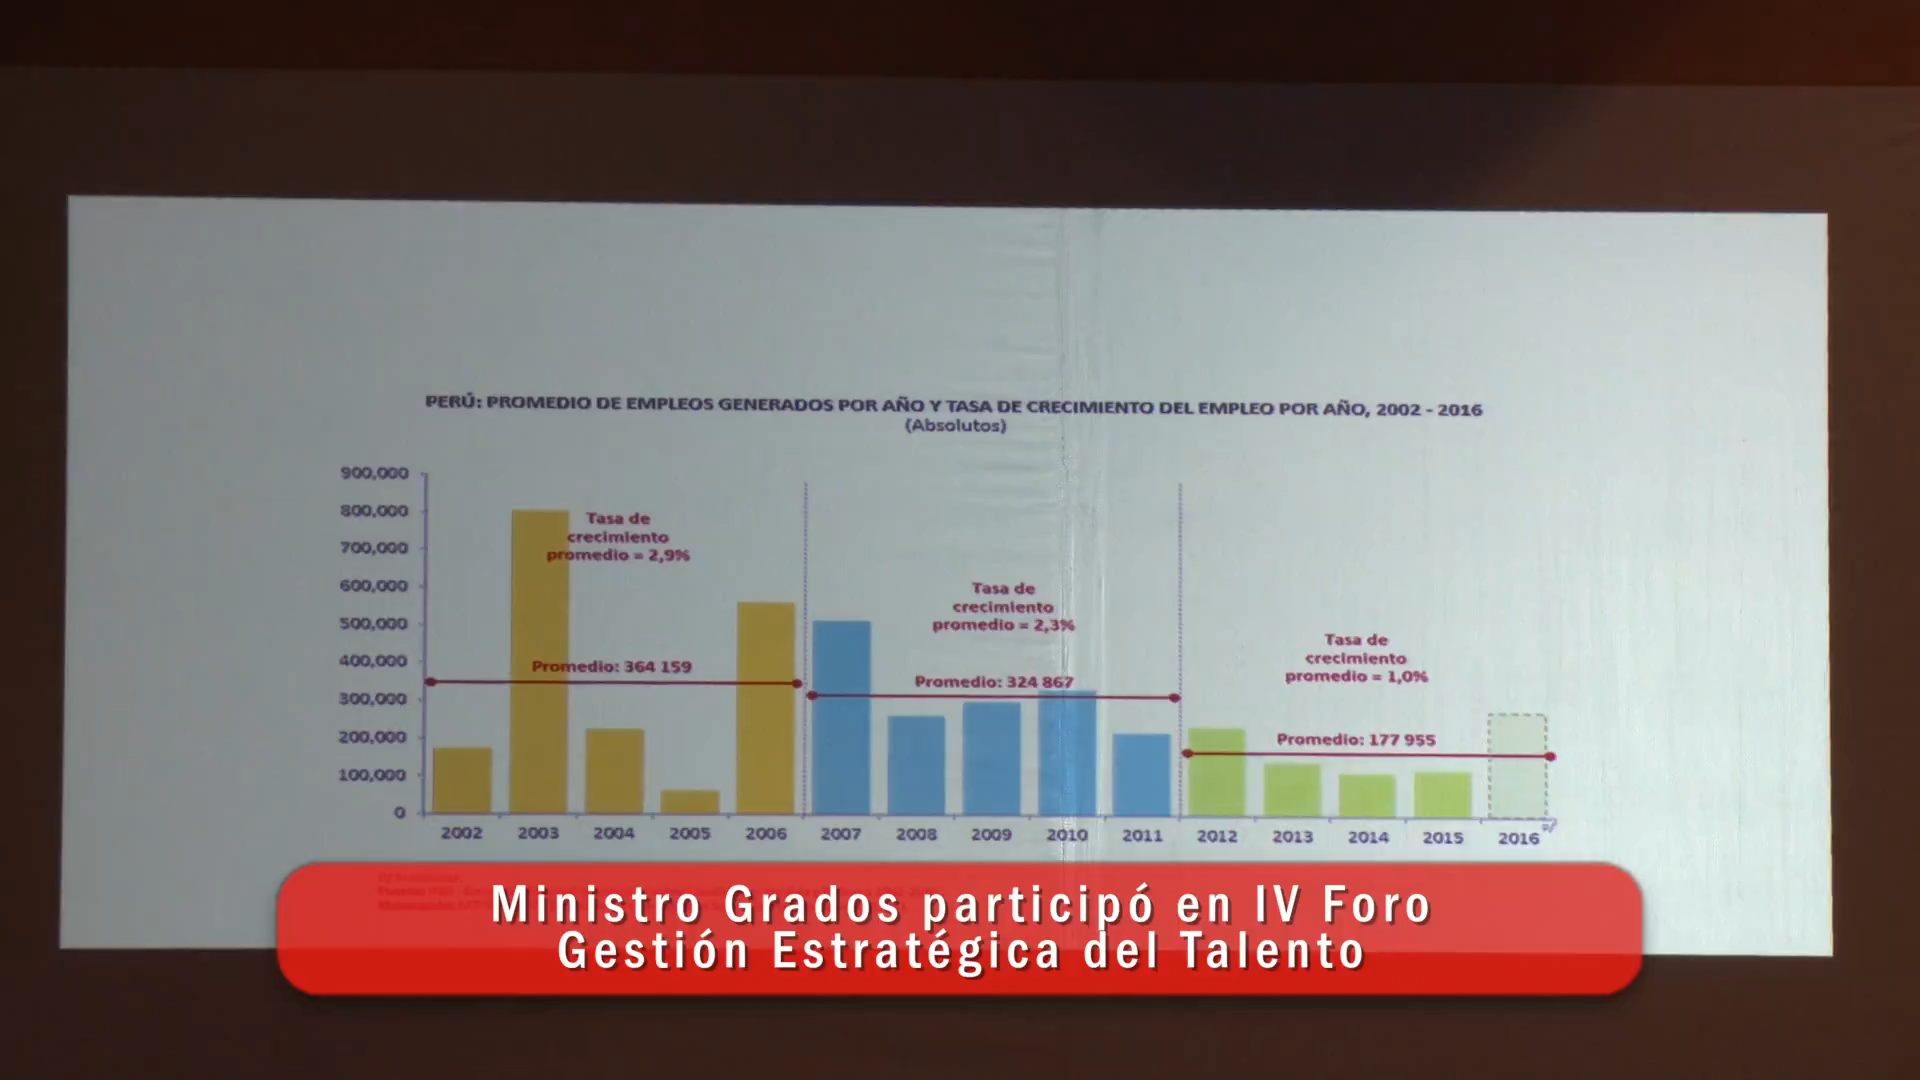 PERÚ: PROMEDIO DE EMPLEOS GENERADOS POR AÑO Y TASA DE CRECIMIENTO DEL EMPLEO POR AÑO, 2002 - 2016
(Absolutos)
900,000
800,000
700,000
600,000
500,000
400,000
300,000
200,000
100,000
0
Tasa de
crecimiento
promedio = 2,9%
Promedio: 364 159
Tasa de
crecimiento
promedio = 2,3%
Promedio: 324 867
Tasa de
crecimiento
promedio = 1,0%
Promedio: 177 955
2002 2003 2004 2005 2006 2007 2008 2009 2010 2011 2012 2013 2014 2015 2016
Ministro Grados participó en IV Foro
Gestión Estratégica del Talento